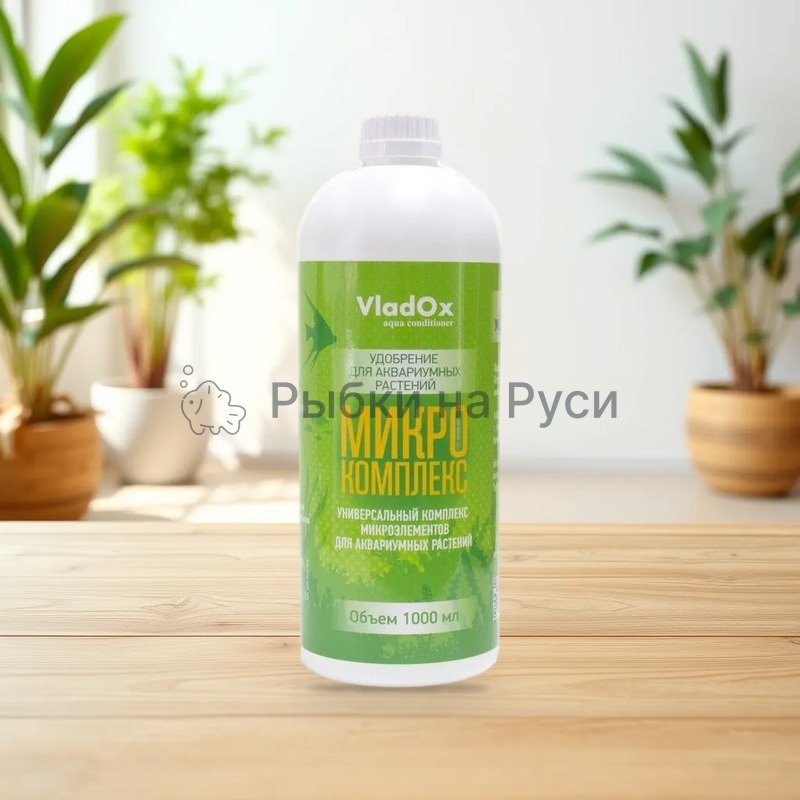 VladOx
aqua conditioner
УДОБРЕНИЕ
ДЛЯ АКВАРИУМНЫХ
РАСТЕНИЙ
Рыбки на Руси
МИКРО
КОМПЛЕКС
УНИВЕРСАЛЬНЫЙ КОМПЛЕКС
МИКРОЭЛЕМЕНТОВ
ДЛЯ АКВАРИУМНЫХ РАСТЕНИЙ
Объем 1000 мл